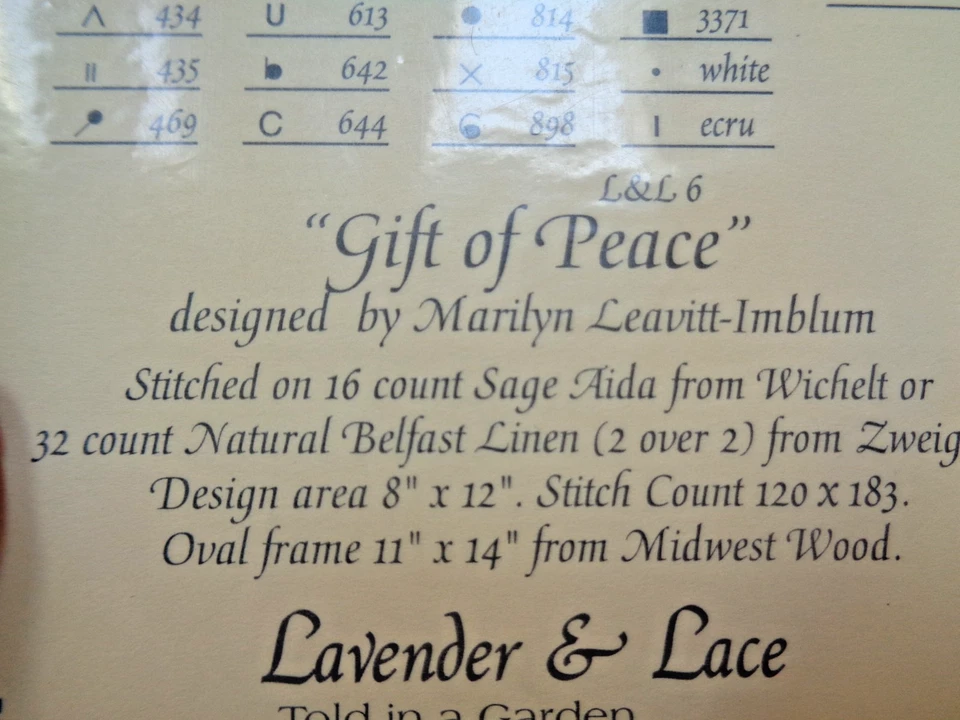 ^ 434 U 613 ● 814 ■ 3371
॥ 435 642 × 815 • white
469 C 644 898 I ecru
L&L 6
“Gift of Peace”
designed by Marilyn Leavitt-Imblum
Stitched on 16 count Sage Aida from Wichelt or
32 count Natural Belfast Linen (2 over 2) from Zweig
Design area 8" x 12". Stitch Count 120 x 183.
Oval frame 11" x 14" from Midwest Wood.
Lavender & Lace
Told in a Garden